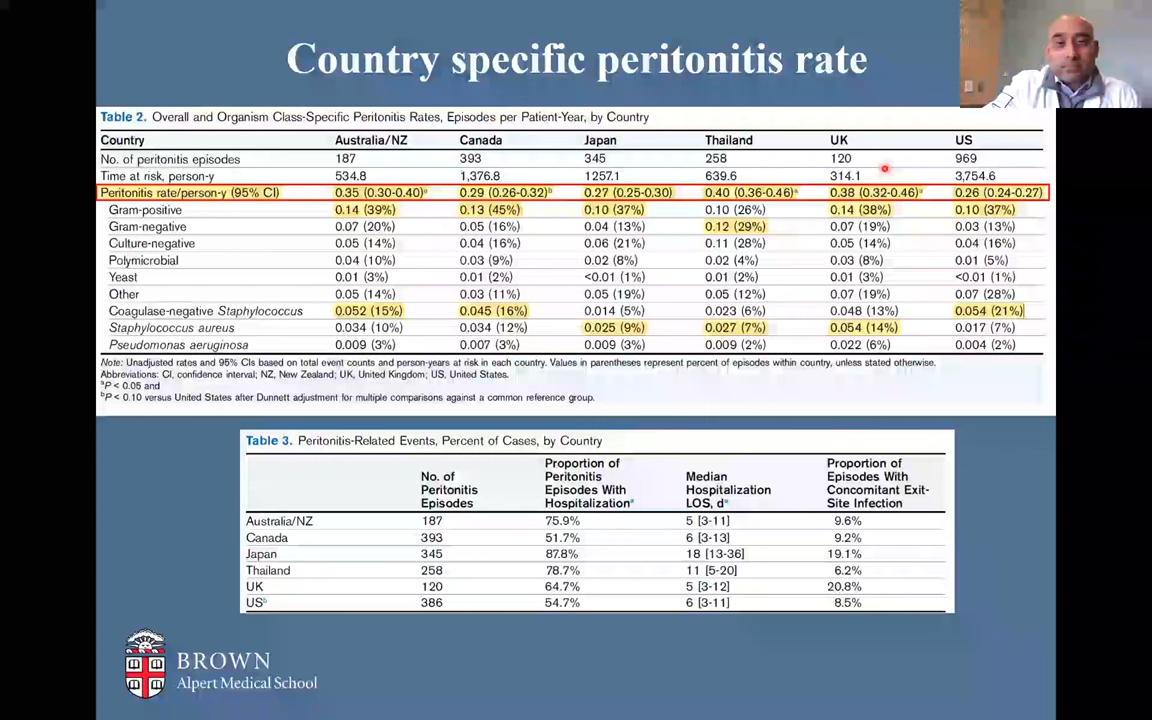 Country specific peritonitis rate
Table 2. Overall and Organism Class-Specific Peritonitis Rates, Episodes per Patient-Year, by Country
Country Australia/NZ Canada Japan Thailand UK US
No. of peritonitis episodes 187 393 345 258 120 969
Time at risk, person-y 534.8 1,376.8 1257.1 639.6 314.1 3,754.6
Peritonitis rate/person-y (95% CI) 0.35 (0.30-0.40)a 0.29 (0.26-0.32)b 0.27 (0.25-0.30) 0.40 (0.36-0.46)a 0.38 (0.32-0.46)a 0.26 (0.24-0.27)
Gram-positive 0.14 (39%) 0.13 (45%) 0.10 (37%) 0.10 (26%) 0.14 (38%) 0.10 (37%)
Gram-negative 0.07 (20%) 0.05 (16%) 0.04 (13%) 0.12 (29%) 0.07 (19%) 0.03 (13%)
Culture-negative 0.05 (14%) 0.04 (16%) 0.06 (21%) 0.11 (28%) 0.05 (14%) 0.04 (16%)
Polymicrobial 0.04 (10%) 0.03 (9%) 0.02 (8%) 0.02 (4%) 0.03 (8%) 0.01 (5%)
Yeast 0.01 (3%) 0.01 (2%) <0.01 (1%) 0.01 (2%) 0.01 (3%) <0.01 (1%)
Other 0.05 (14%) 0.03 (11%) 0.05 (19%) 0.05 (12%) 0.07 (19%) 0.07 (28%)
Coagulase-negative Staphylococcus 0.052 (15%) 0.045 (16%) 0.014 (5%) 0.023 (6%) 0.048 (13%) 0.054 (21%)
Staphylococcus aureus 0.034 (10%) 0.034 (12%) 0.025 (9%) 0.027 (7%) 0.054 (14%) 0.017 (7%)
Pseudomonas aeruginosa 0.009 (3%) 0.007 (3%) 0.009 (3%) 0.009 (2%) 0.022 (6%) 0.004 (2%)
Note: Unadjusted rates and 95% CIs based on total event counts and person-years at risk in each country. Values in parentheses represent percent of episodes within country, unless stated otherwise.
Abbreviations: CI, confidence interval; NZ, New Zealand; UK, United Kingdom; US, United States.
aP < 0.05 and
bP < 0.10 versus United States after Dunnett adjustment for multiple comparisons against a common reference group.
Table 3. Peritonitis-Related Events, Percent of Cases, by Country
Proportion of Proportion of
No. of Peritonitis Median Episodes With
Peritonitis Episodes With Hospitalization Concomitant Exit-
Episodes Hospitalizationa LOS, da Site Infection
Australia/NZ 187 75.9% 5 [3-11] 9.6%
Canada 393 51.7% 6 [3-13] 9.2%
Japan 345 87.8% 18 [13-36] 19.1%
Thailand 258 78.7% 11 [5-20] 6.2%
UK 120 64.7% 5 [3-12] 20.8%
USb 386 54.7% 6 [3-11] 8.5%
BROWN
Alpert Medical School